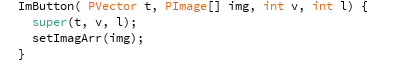 ImButton( PVector t, PImage[] img, int v, int l) {
super(t, v, l);
setImagArr(img);
}